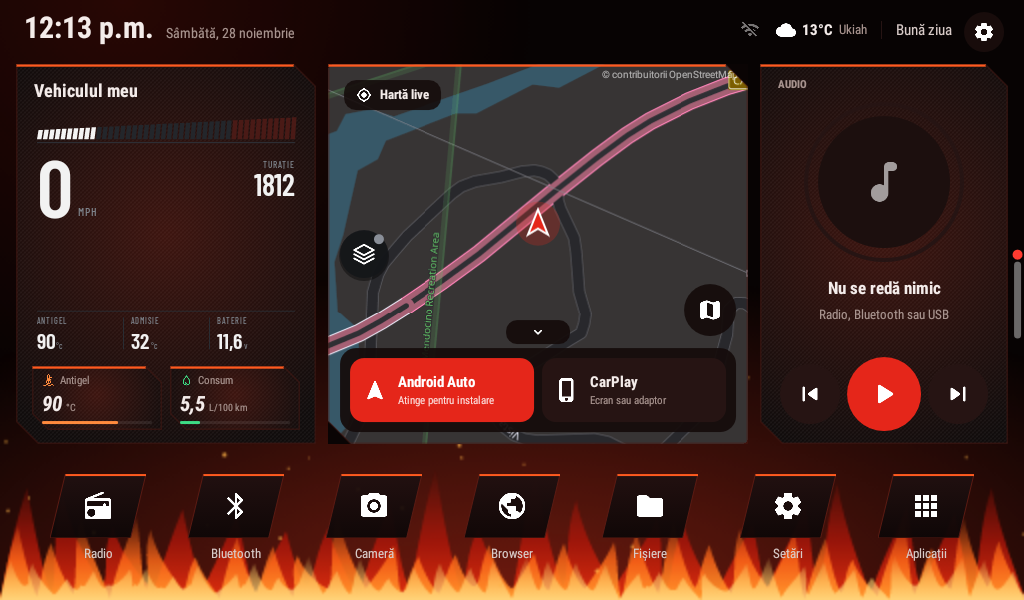 12:13 p.m.
Sâmbătă, 28 noiembrie
13°C Ukiah
Bună ziua
Vehiculul meu
0 MPH
TURAȚIE
1812
ANTIGEL
90 °C
ADMISIE
32 °C
BATERIE
11,6 V
Antigel
90 °C
Consum
5,5 L/100 km
© contribuitorii OpenStreetMap
Hartă live
Recreation Area
Android Auto
Atinge pentru instalare
CarPlay
Ecran sau adaptor
AUDIO
Nu se redă nimic
Radio, Bluetooth sau USB
Radio
Bluetooth
Cameră
Browser
Fișiere
Setări
Aplicații